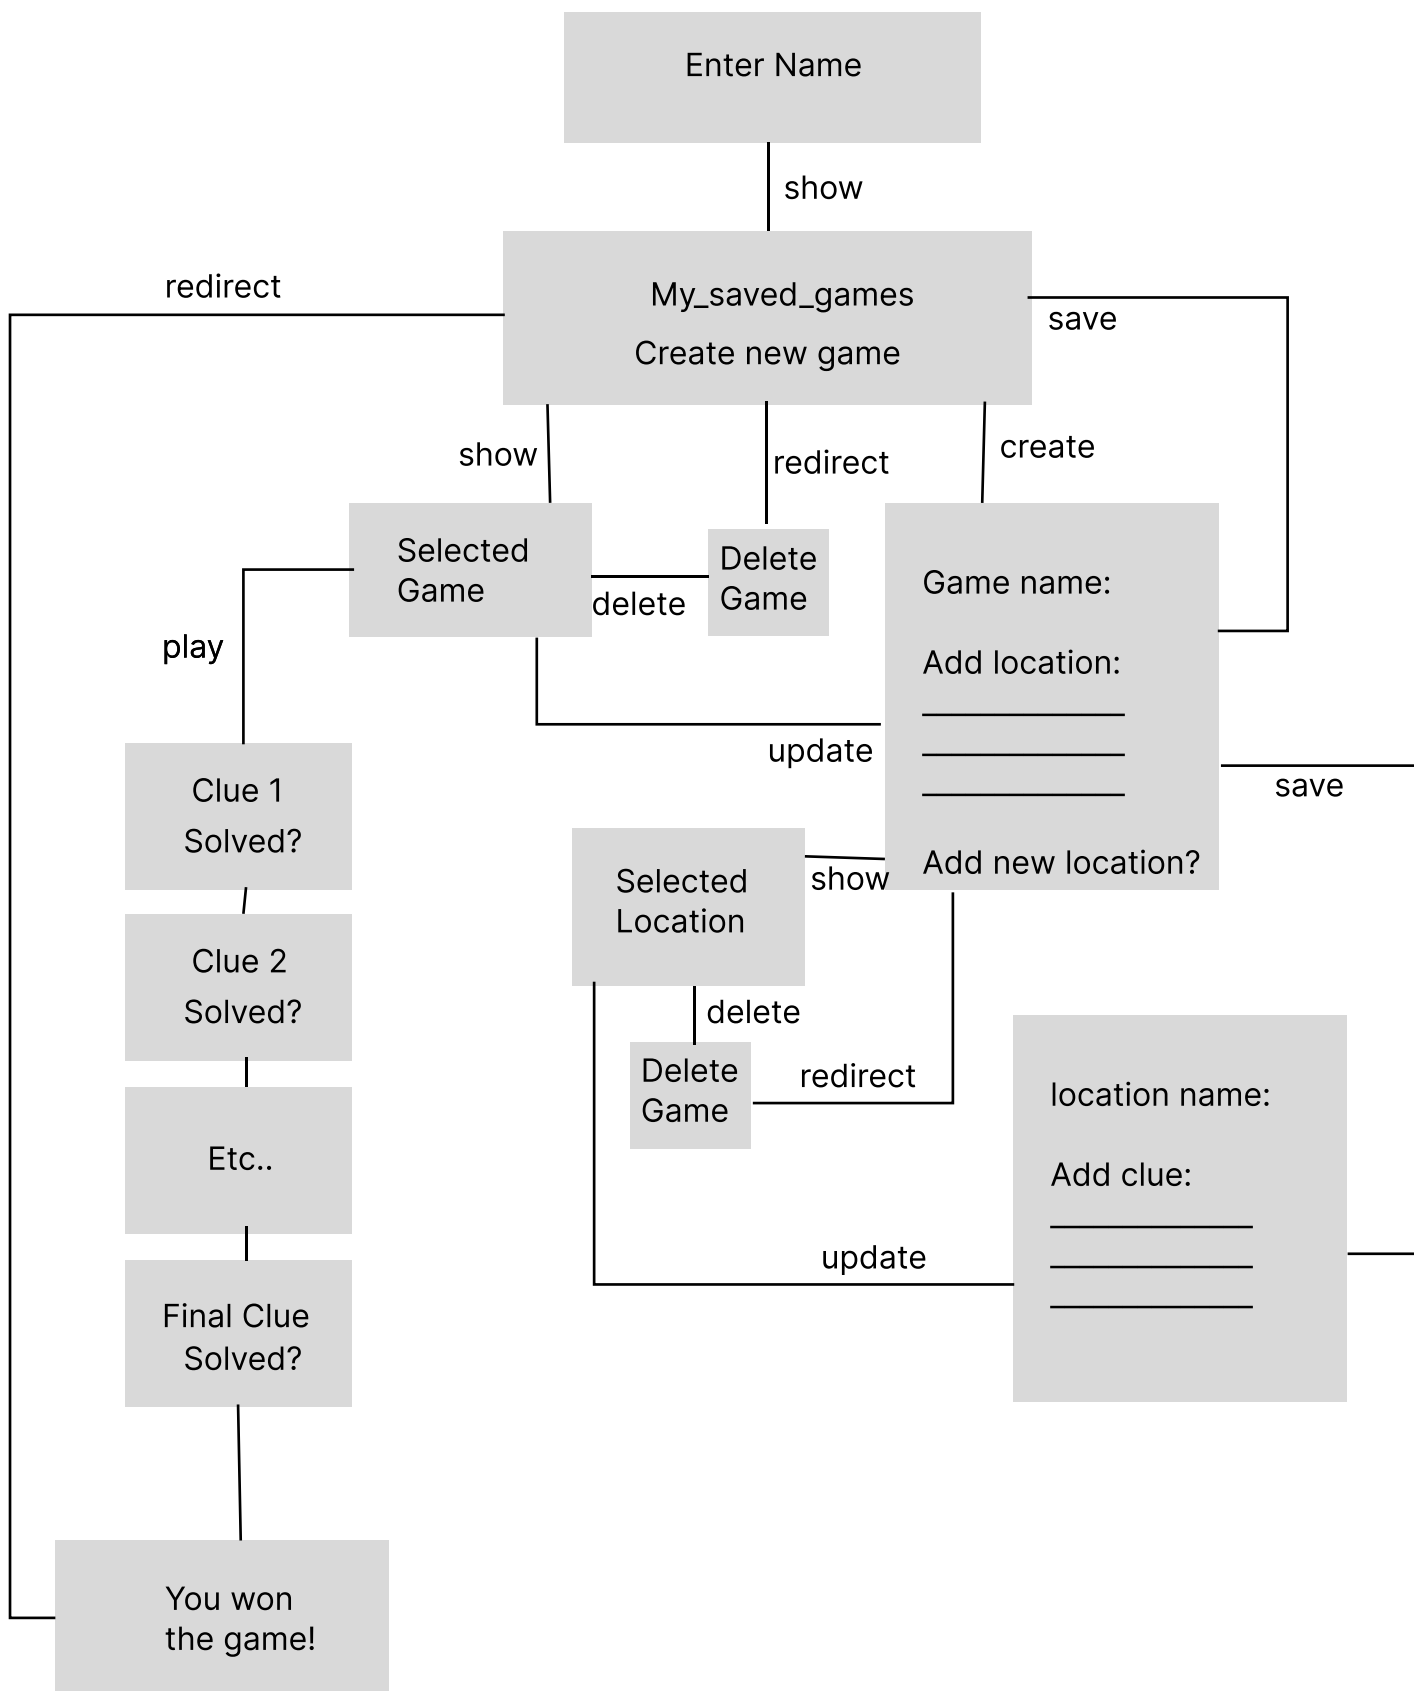 Enter Name
show
redirect
My_saved_games
save
Create new game
show
redirect
create
Selected
Game
delete
Delete
Game
Game name:
Add location:
play
update
save
Clue 1
Solved?
Add new location?
show
Selected
Location
Clue 2
Solved?
delete
Delete
Game
redirect
location name:
Add clue:
Etc..
update
Final Clue
Solved?
You won
the game!